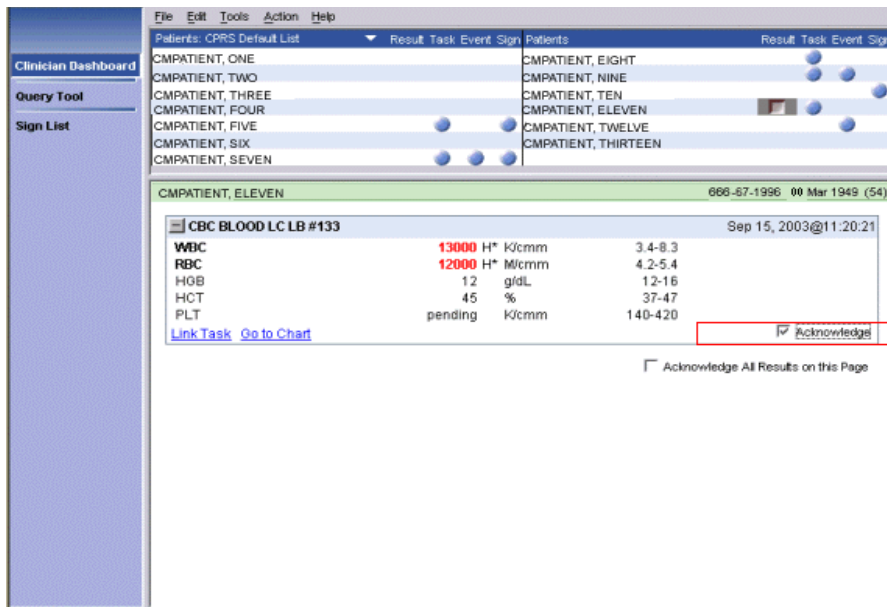 File Edit Tools Action Help
Patients: CPRS Default List Result Task Event Sign Patients Result Task Event Sign
Clinician Dashboard
Query Tool
Sign List
CMPATIENT, ONE CMPATIENT, EIGHT
CMPATIENT, TWO CMPATIENT, NINE
CMPATIENT, THREE CMPATIENT, TEN
CMPATIENT, FOUR CMPATIENT, ELEVEN
CMPATIENT, FIVE CMPATIENT, TWELVE
CMPATIENT, SIX CMPATIENT, THIRTEEN
CMPATIENT, SEVEN
CMPATIENT, ELEVEN 666-67-1996 00 Mar 1949 (54)
CBC BLOOD LC LB #133 Sep 15, 2003@11:20:21
WBC 13000 H* K/cmm 3.4-8.3
RBC 12000 H* M/cmm 4.2-5.4
HGB 12 g/dL 12-16
HCT 45 % 37-47
PLT pending K/cmm 140-420
Link Task Go to Chart Acknowledge
Acknowledge All Results on this Page